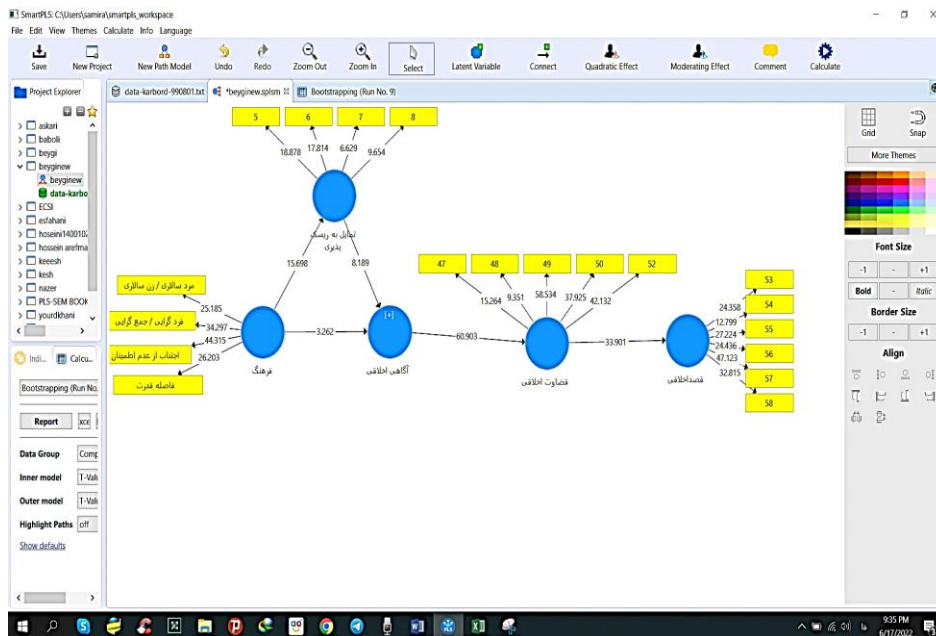 SmartPLS: C:\Users\samira\smartpls_workspace
File Edit View Themes Calculate Info Language
Save New Project New Path Model Undo Redo Zoom Out Zoom In Select Latent Variable Connect Quadratic Effect Moderating Effect Comment Calculate
Project Explorer
data-karbord-990801.txt *beyginew.splsm Bootstrapping (Run No. 9)
askari
baboli
beygi
beyginew
beyginew
data-karbo
ECSI
esfahani
hoseini1400102
hossein arefma
keeesh
kesh
nazer
PLS-SEM BOOK
yourdkhani
Indi... Calcu...
Bootstrapping (Run No.
Report
Data Group Comp
Inner model T-Valu
Outer model T-Valu
Highlight Paths off
Show defaults
5 6 7 8
18.878 17.814 6.629 9.654
تمایل به ریسک
پذیری
15.698 8.189
مرد سالاری / زن سالاری
25.185
فرد گرایی / جمع گرایی
34.297
اجتناب از عدم اطمینان
44.315
فاصله قدرت
26.203
فرهنگ
3.262
[+]
آگاهی اخلاقی
60.903
47 48 49 50 52
15.264 9.351 58.534 37.925 42.132
قضاوت اخلاقی
33.901
قصداخلاقی
24.358 53
12.799 54
27.224 55
24.436 56
47.123 57
32.815 58
Grid Snap
More Themes
Font Size
-1 - +1
Bold - Italic
Border Size
-1 - +1
Align
9:35 PM
6/17/2022